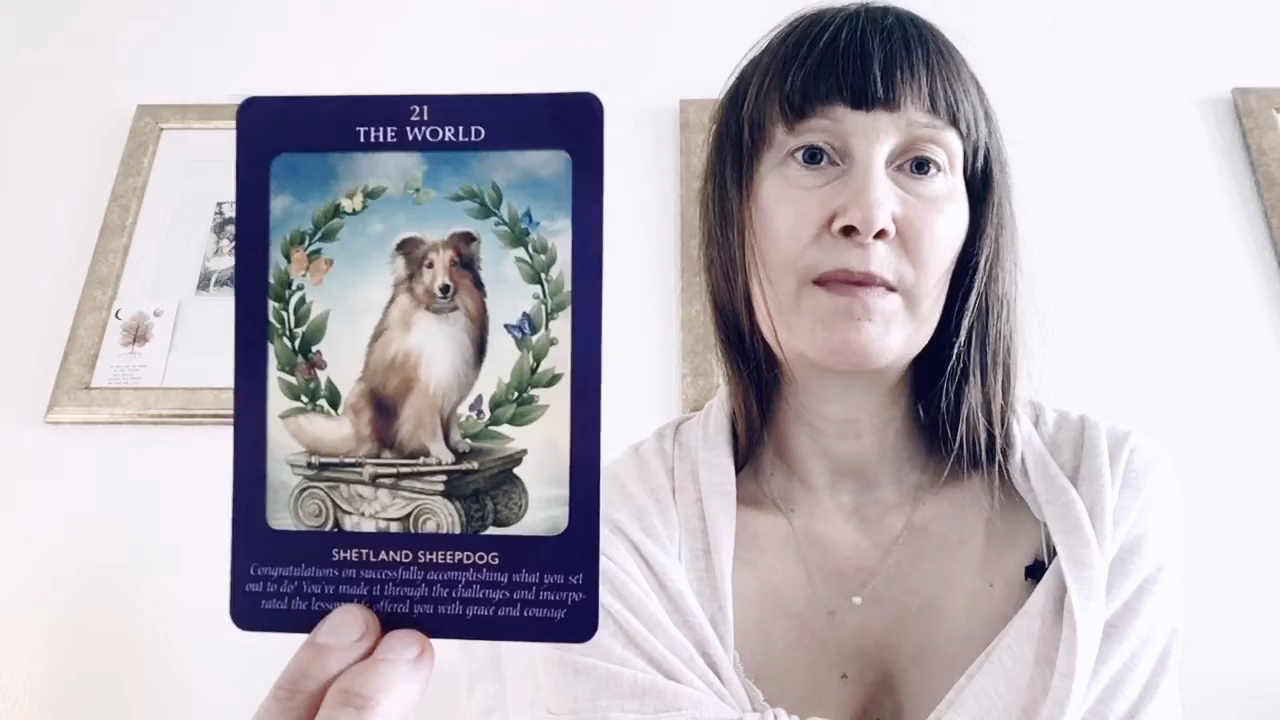 21
THE WORLD
SHETLAND SHEEPDOG
Congratulations on successfully accomplishing what you set
out to do! You've made it through the challenges and incorpo-
rated the offered you with grace and courage.